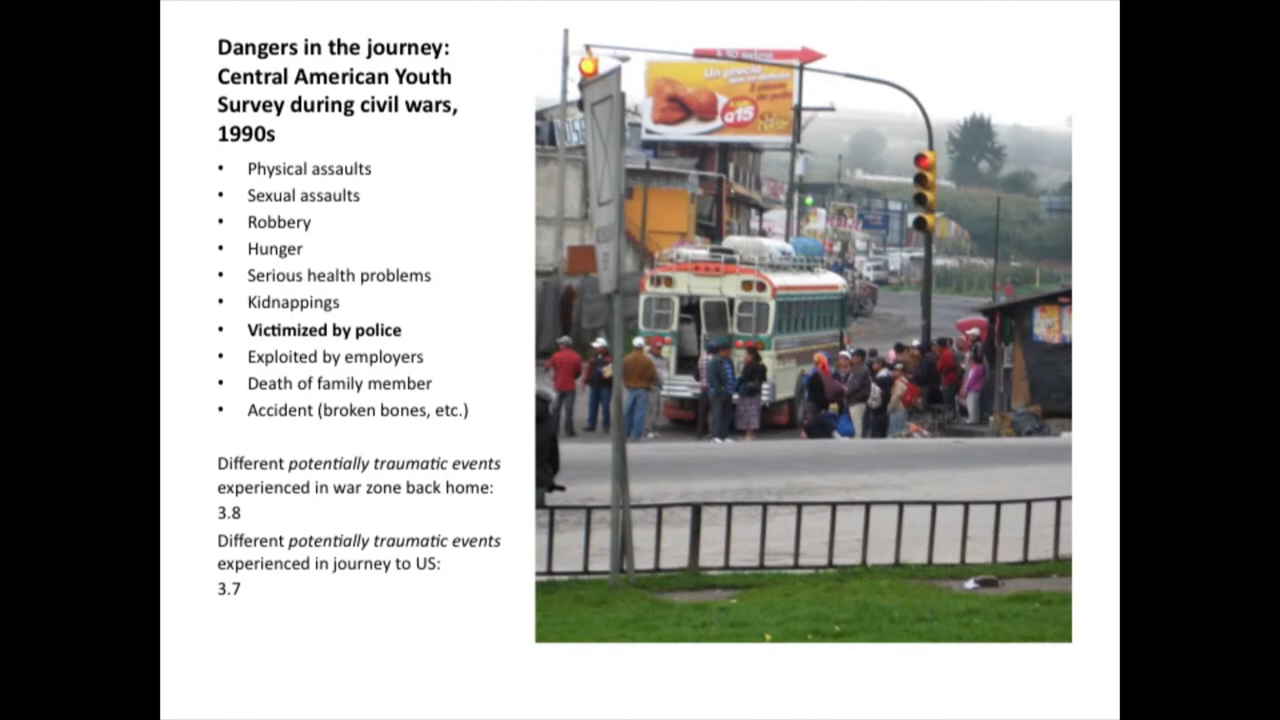 Dangers in the journey:
Central American Youth
Survey during civil wars,
1990s
• Physical assaults
• Sexual assaults
• Robbery
• Hunger
• Serious health problems
• Kidnappings
• Victimized by police
• Exploited by employers
• Death of family member
• Accident (broken bones, etc.)
Different potentially traumatic events
experienced in war zone back home:
3.8
Different potentially traumatic events
experienced in journey to US:
3.7
Un precio
Q15